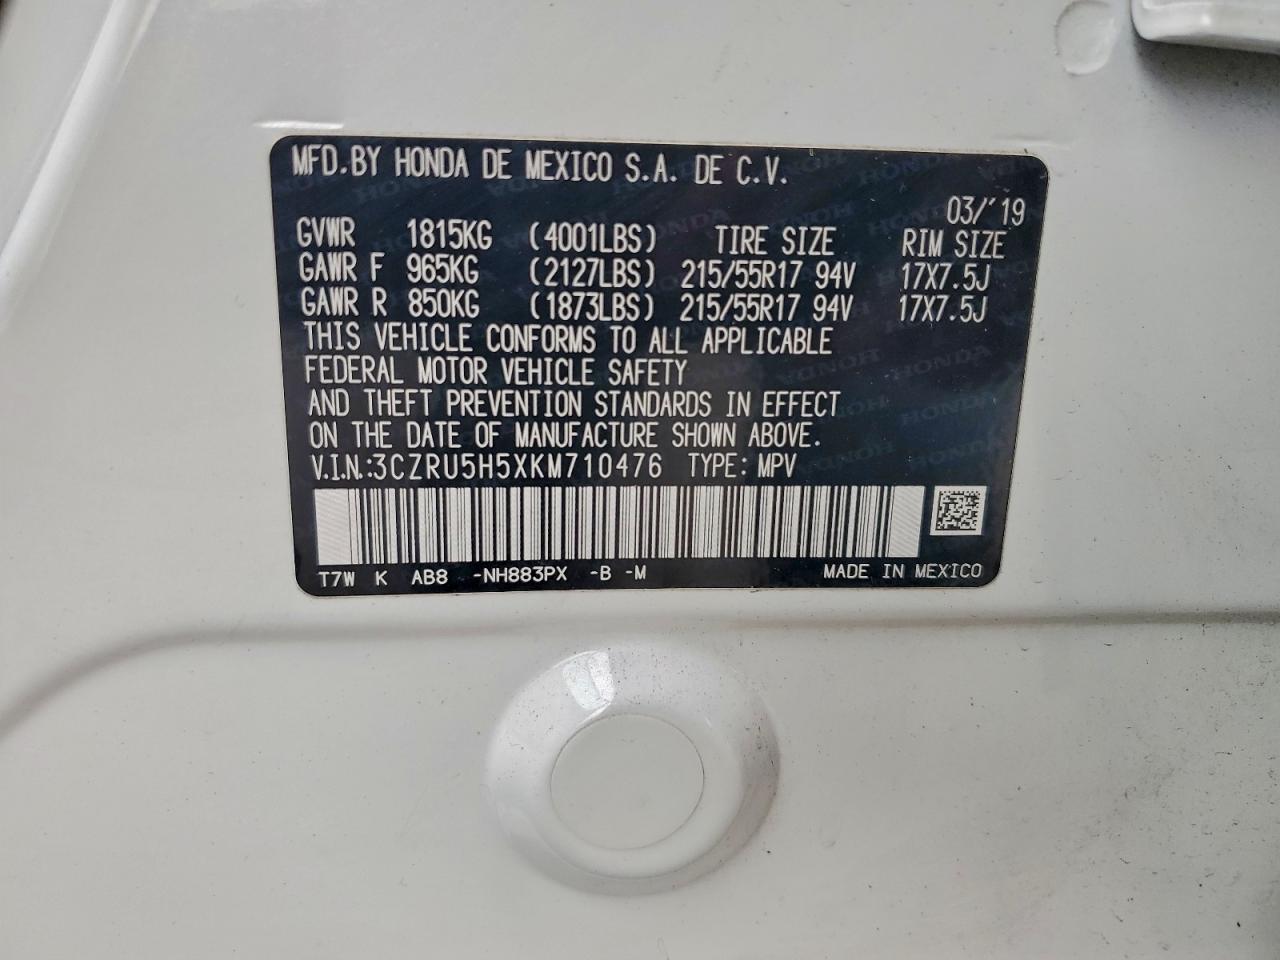 MFD.BY HONDA DE MEXICO S.A. DE C.V.
03/'19
GVWR 1815KG (4001LBS) TIRE SIZE RIM SIZE
GAWR F 965KG (2127LBS) 215/55R17 94V 17X7.5J
GAWR R 850KG (1873LBS) 215/55R17 94V 17X7.5J
THIS VEHICLE CONFORMS TO ALL APPLICABLE
FEDERAL MOTOR VEHICLE SAFETY
AND THEFT PREVENTION STANDARDS IN EFFECT
ON THE DATE OF MANUFACTURE SHOWN ABOVE.
V.I.N.:3CZRU5H5XKM710476 TYPE: MPV
T7W K AB8 -NH883PX -B -M MADE IN MEXICO